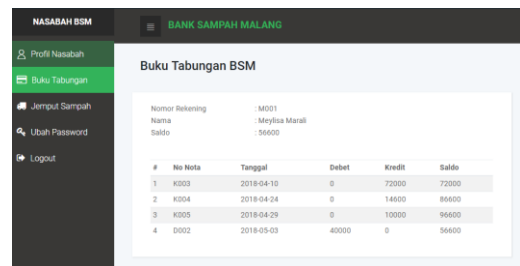 NASABAH BSM
BANK SAMPAH MALANG
Profil Nasabah
Buku Tabungan
Jemput Sampah
Ubah Password
Logout
Buku Tabungan BSM
Nomor Rekening : M001
Nama : Meylisa Marali
Saldo : 56600
# No Nota Tanggal Debet Kredit Saldo
1 K003 2018-04-10 0 72000 72000
2 K004 2018-04-24 0 14600 86600
3 K005 2018-04-29 0 10000 96600
4 D002 2018-05-03 40000 0 56600